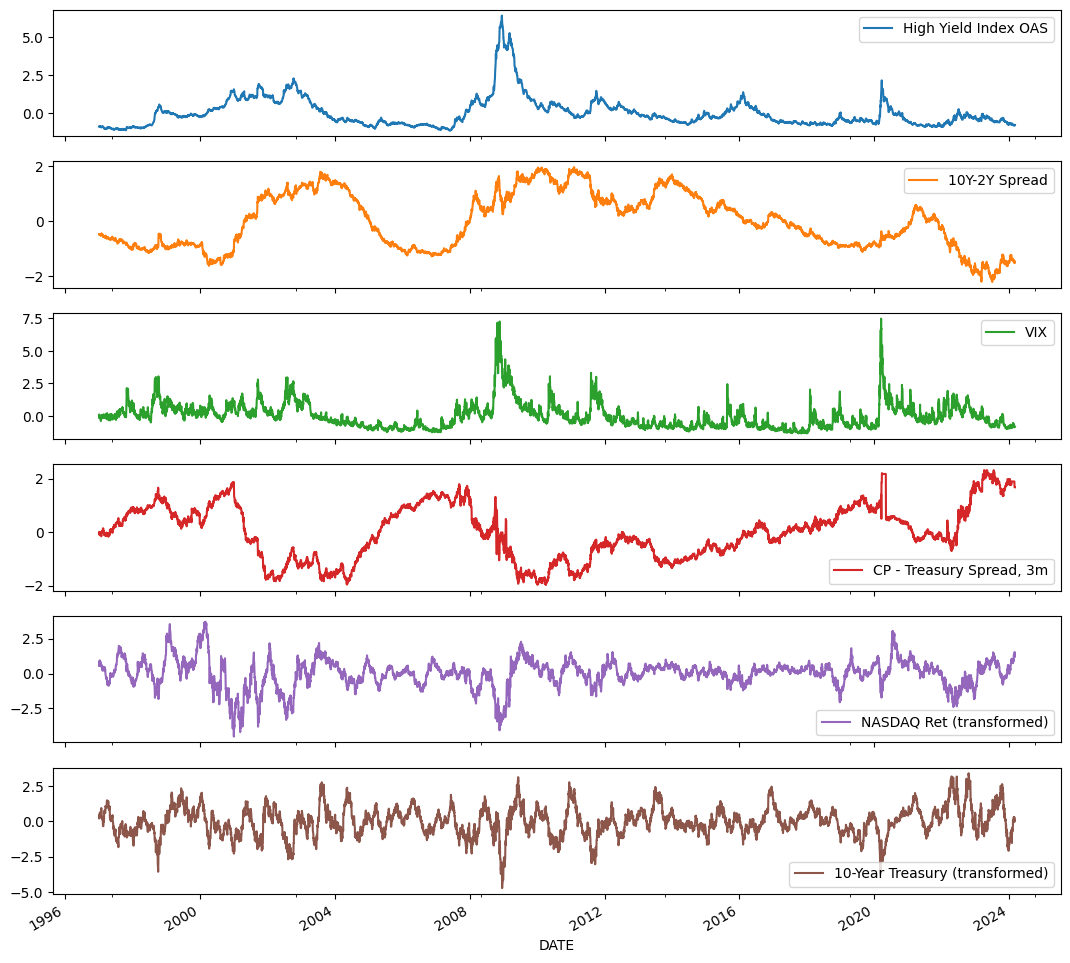 High Yield Index OAS
5.0
2.5
0.0
10Y-2Y Spread
2
0
−2
VIX
7.5
5.0
2.5
0.0
2
0
−2
CP - Treasury Spread, 3m
2.5
0.0
−2.5
NASDAQ Ret (transformed)
2.5
0.0
−2.5
−5.0
10-Year Treasury (transformed)
1996 2000 2004 2008 2012 2016 2020 2024
DATE